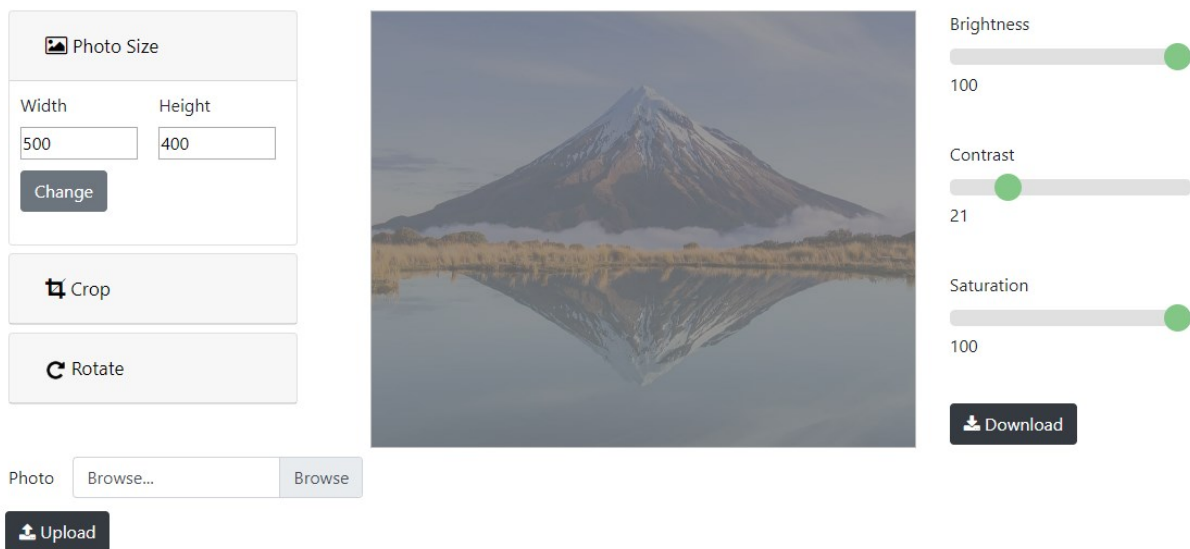 Photo Size
Width Height
500 400
Change
Crop
Rotate
Photo Browse... Browse
Upload
Brightness
100
Contrast
21
Saturation
100
Download